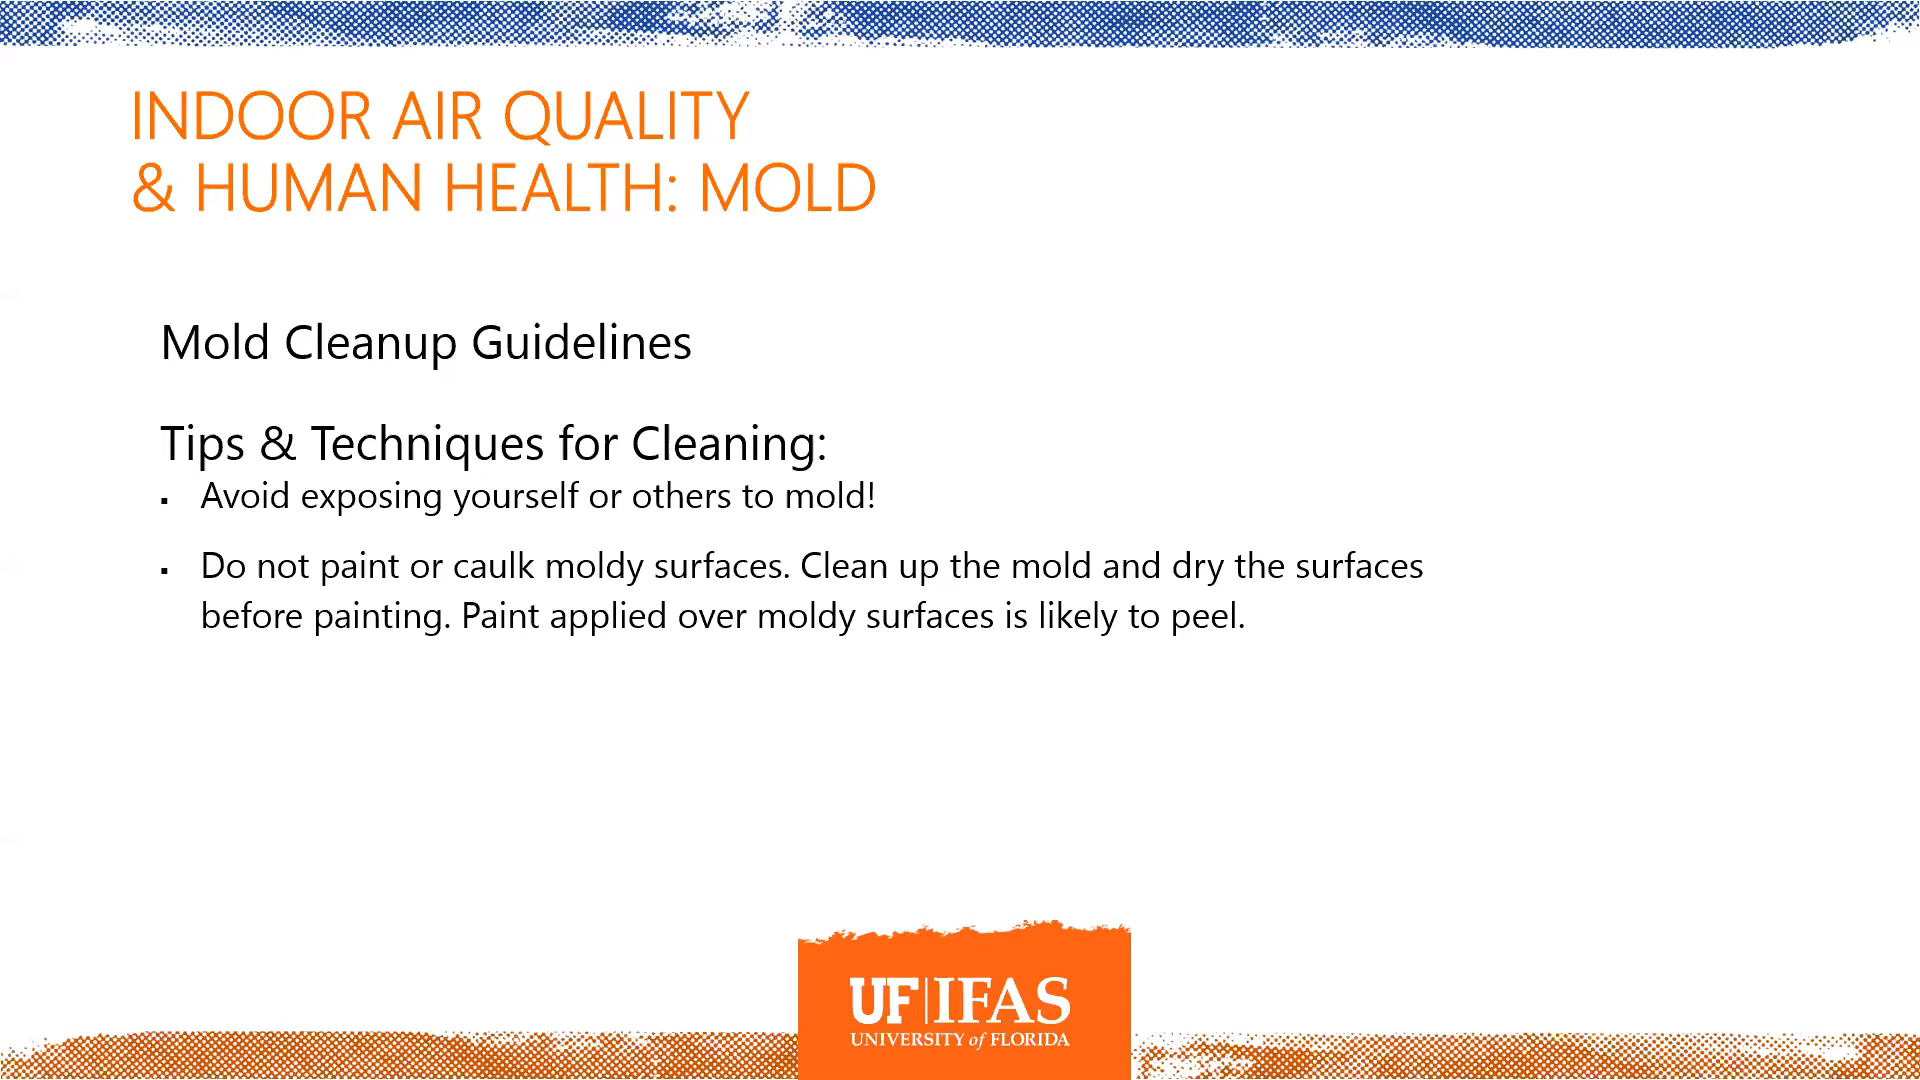 INDOOR AIR QUALITY
& HUMAN HEALTH: MOLD
Mold Cleanup Guidelines
Tips & Techniques for Cleaning:
▪ Avoid exposing yourself or others to mold!
▪ Do not paint or caulk moldy surfaces. Clean up the mold and dry the surfaces
before painting. Paint applied over moldy surfaces is likely to peel.
UF|IFAS
UNIVERSITY of FLORIDA